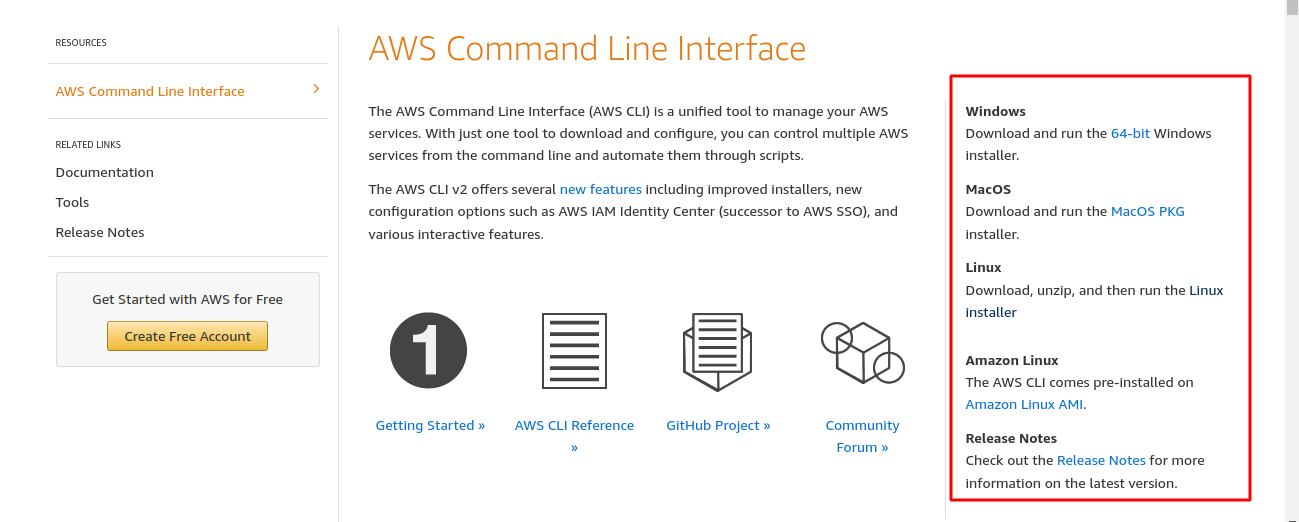 RESOURCES
AWS Command Line Interface
RELATED LINKS
Documentation
Tools
Release Notes
Get Started with AWS for Free
Create Free Account
AWS Command Line Interface
The AWS Command Line Interface (AWS CLI) is a unified tool to manage your AWS
services. With just one tool to download and configure, you can control multiple AWS
services from the command line and automate them through scripts.
The AWS CLI v2 offers several new features including improved installers, new
configuration options such as AWS IAM Identity Center (successor to AWS SSO), and
various interactive features.
1
Getting Started »
AWS CLI Reference
»
GitHub Project »
Community
Forum »
Windows
Download and run the 64-bit Windows
installer.
MacOS
Download and run the MacOS PKG
installer.
Linux
Download, unzip, and then run the Linux
installer
Amazon Linux
The AWS CLI comes pre-installed on
Amazon Linux AMI.
Release Notes
Check out the Release Notes for more
information on the latest version.